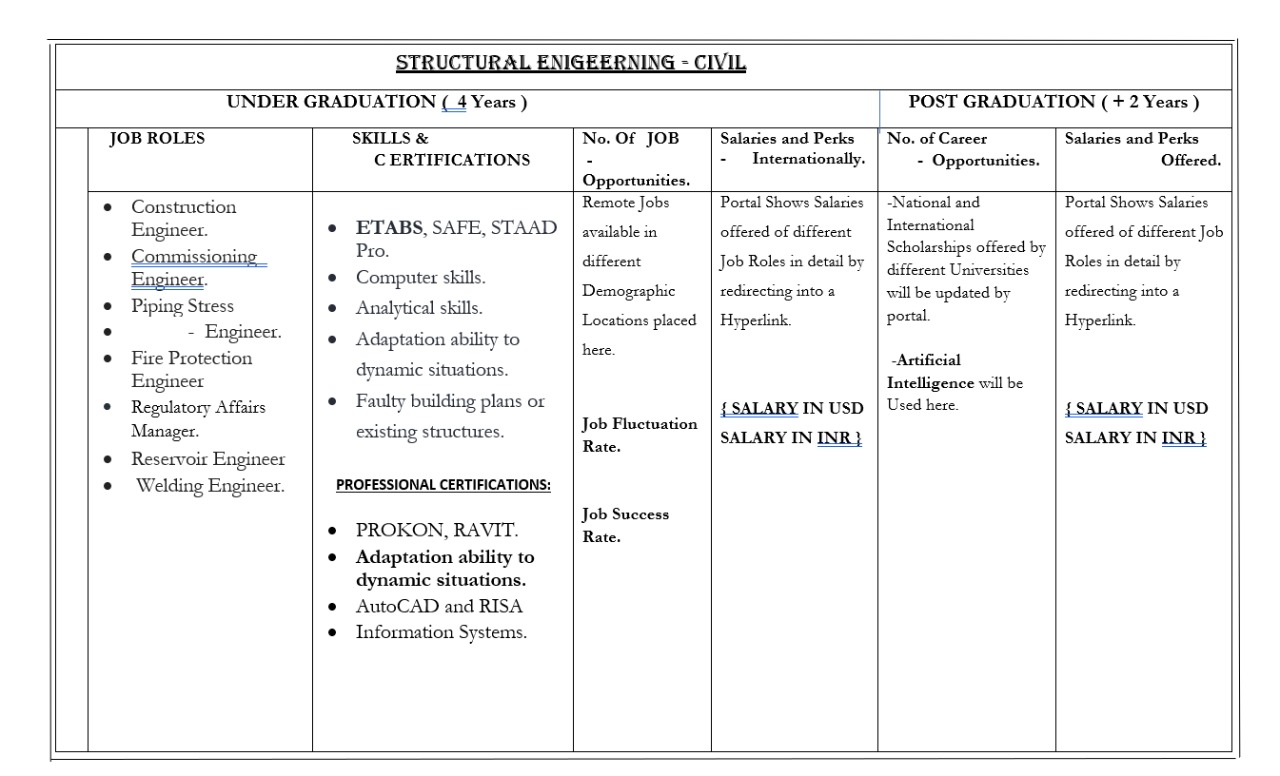 STRUCTURAL ENIGEERNING - CIVIL
UNDER GRADUATION ( 4 Years )
POST GRADUATION ( + 2 Years )
JOB ROLES
SKILLS &
C ERTIFICATIONS
No. Of JOB
-
Opportunities.
Salaries and Perks
- Internationally.
No. of Career
- Opportunities.
Salaries and Perks
Offered.
• Construction
Engineer.
• Commissioning
Engineer.
• Piping Stress
• - Engineer.
• Fire Protection
Engineer
• Regulatory Affairs
Manager.
• Reservoir Engineer
• Welding Engineer.
• ETABS, SAFE, STAAD
Pro.
• Computer skills.
• Analytical skills.
• Adaptation ability to
dynamic situations.
• Faulty building plans or
existing structures.
PROFESSIONAL CERTIFICATIONS:
• PROKON, RAVIT.
• Adaptation ability to
dynamic situations.
• AutoCAD and RISA
• Information Systems.
Remote Jobs
available in
different
Demographic
Locations placed
here.
Job Fluctuation
Rate.
Job Success
Rate.
Portal Shows Salaries
offered of different
Job Roles in detail by
redirecting into a
Hyperlink.
{ SALARY IN USD
SALARY IN INR }
-National and
International
Scholarships offered by
different Universities
will be updated by
portal.
-Artificial
Intelligence will be
Used here.
Portal Shows Salaries
offered of different Job
Roles in detail by
redirecting into a
Hyperlink.
{ SALARY IN USD
SALARY IN INR }